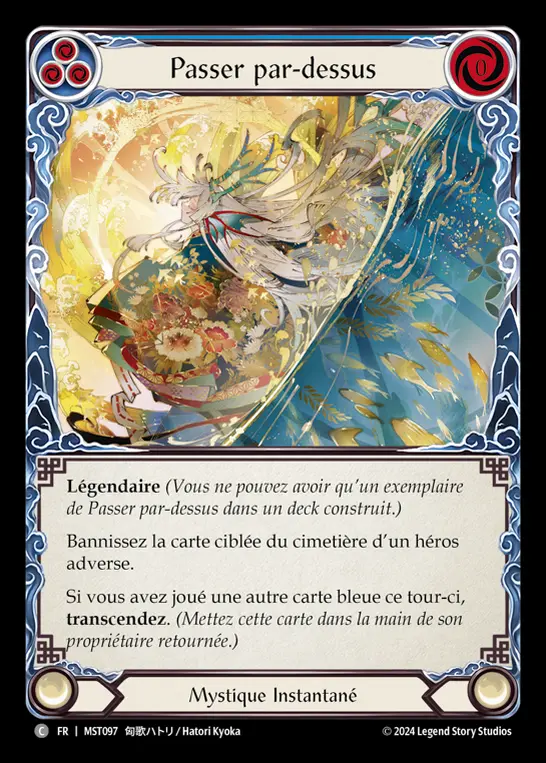 Passer par-dessus
0
Légendaire (Vous ne pouvez avoir qu’un exemplaire
de Passer par-dessus dans un deck construit.)
Bannissez la carte ciblée du cimetière d’un héros
adverse.
Si vous avez joué une autre carte bleue ce tour-ci,
transcendez. (Mettez cette carte dans la main de son
propriétaire retournée.)
Mystique Instantané
C FR | MST097 匈歌ハトリ / Hatori Kyoka
© 2024 Legend Story Studios